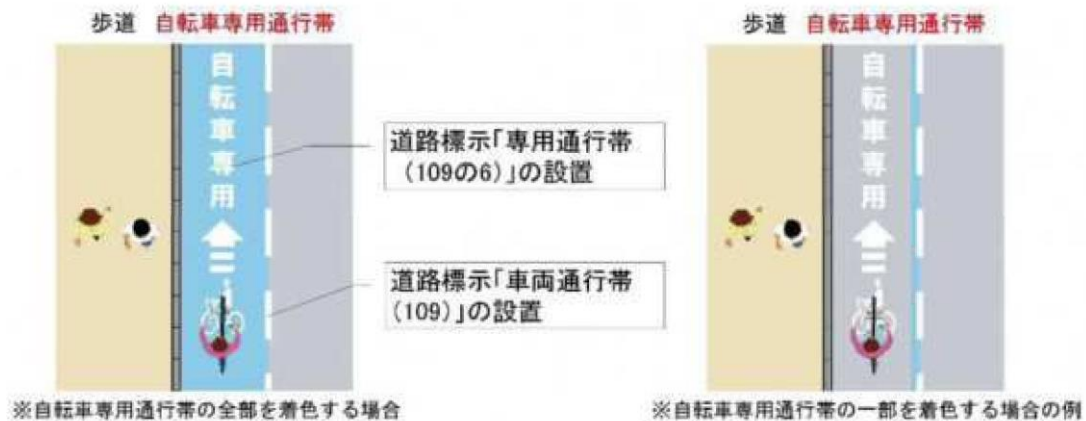 歩道 自転車専用通行帯
自転車専用
道路標示「専用通行帯
(109の6)」の設置
道路標示「車両通行帯
(109)」の設置
※自転車専用通行帯の全部を着色する場合
歩道 自転車専用通行帯
自転車専用
※自転車専用通行帯の一部を着色する場合の例